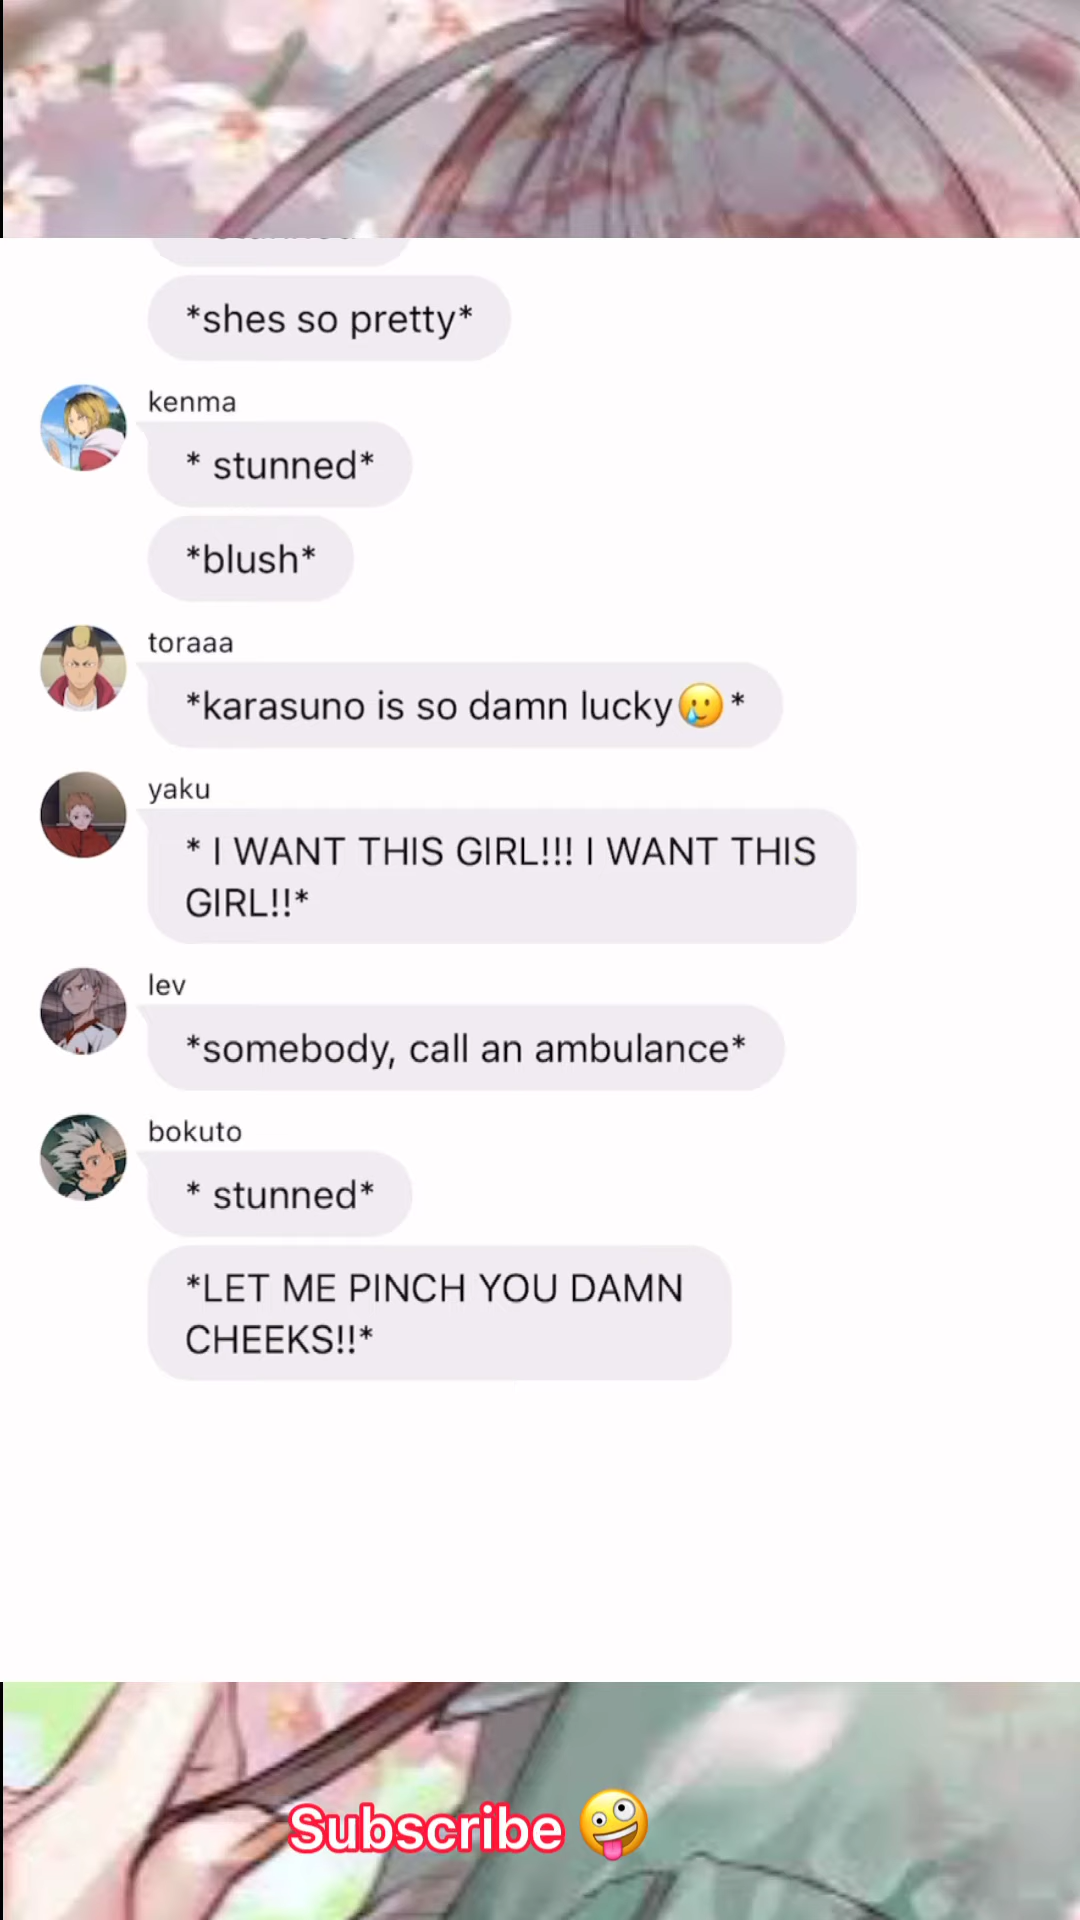 *shes so pretty*
kenma
* stunned*
*blush*
toraaa
*karasuno is so damn lucky🥲*
yaku
* I WANT THIS GIRL!!! I WANT THIS
GIRL!!*
lev
*somebody, call an ambulance*
bokuto
* stunned*
*LET ME PINCH YOU DAMN
CHEEKS!!*
Subscribe 🤪